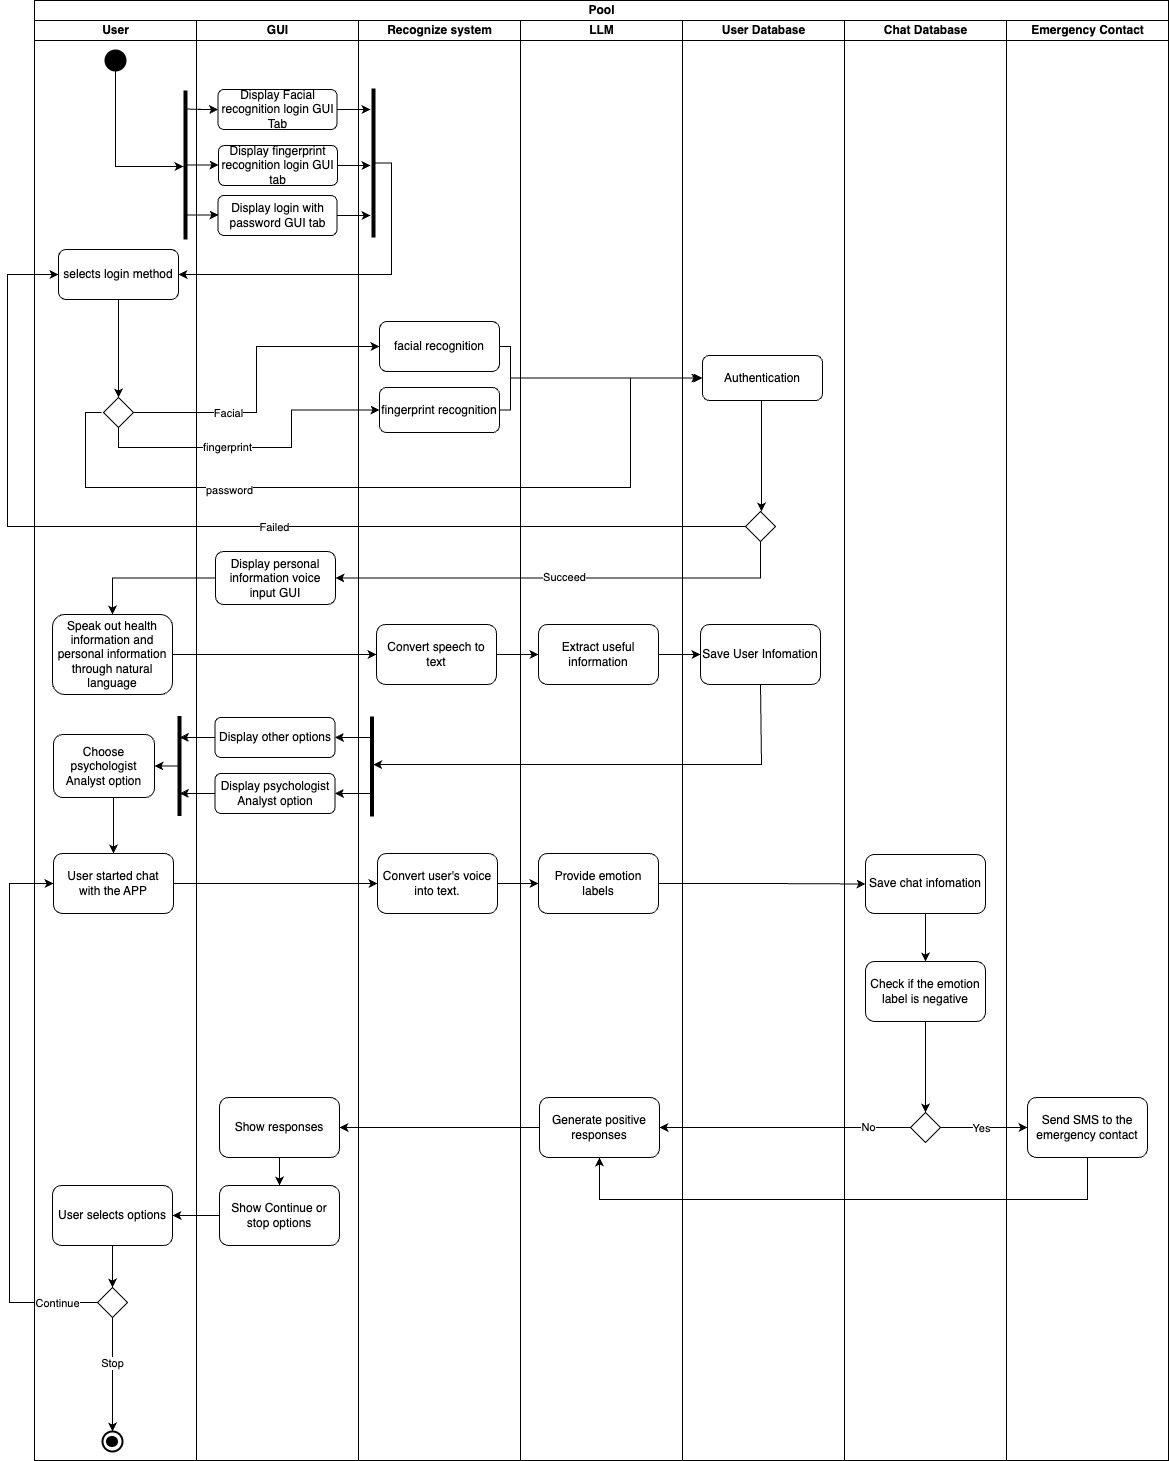 Pool
User
GUI
Recognize system
LLM
User Database
Chat Database
Emergency Contact
Display Facial
recognition login GUI
Tab
Display fingerprint
recognition login GUI
tab
Display login with
password GUI tab
selects login method
facial recognition
Authentication
fingerprint recognition
Facial
fingerprint
password
Failed
Display personal
information voice
input GUI
Succeed
Speak out health
information and
personal information
through natural
language
Convert speech to
text
Extract useful
information
Save User Infomation
Display other options
Choose
psychologist
Analyst option
Display psychologist
Analyst option
User started chat
with the APP
Convert user's voice
into text.
Provide emotion
labels
Save chat infomation
Check if the emotion
label is negative
Show responses
Generate positive
responses
No
Yes
Send SMS to the
emergency contact
User selects options
Show Continue or
stop options
Continue
Stop